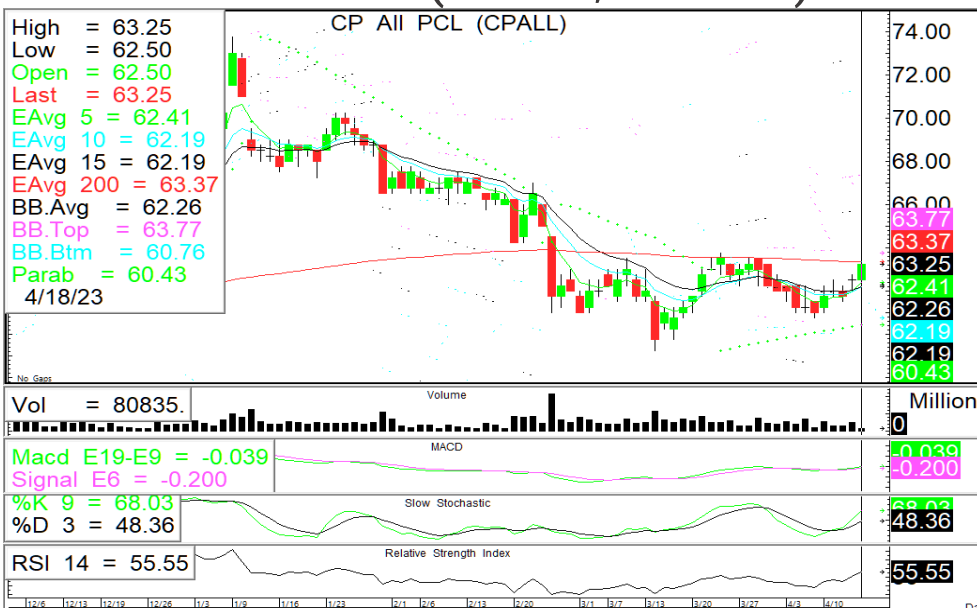 CP All PCL (CPALL)
High = 63.25
Low = 62.50
Open = 62.50
Last = 63.25
EAvg 5 = 62.41
EAvg 10 = 62.19
EAvg 15 = 62.19
EAvg 200 = 63.37
BB.Avg = 62.26
BB.Top = 63.77
BB.Btm = 60.76
Parab = 60.43
4/18/23
74.00
72.00
70.00
68.00
66.00
63.77
63.37
63.25
62.41
62.26
62.19
62.19
60.43
No Gaps
Volume
Vol = 80835.
Million
0
MACD
Macd E19-E9 = -0.039
Signal E6 = -0.200
-0.039
-0.200
Slow Stochastic
%K 9 = 68.03
%D 3 = 48.36
68.03
48.36
Relative Strength Index
RSI 14 = 55.55
55.55
12/6 12/13 12/19 12/26 1/3 1/9 1/16 1/23 2/1 2/6 2/13 2/20 3/1 3/7 3/13 3/20 3/27 4/3 4/10